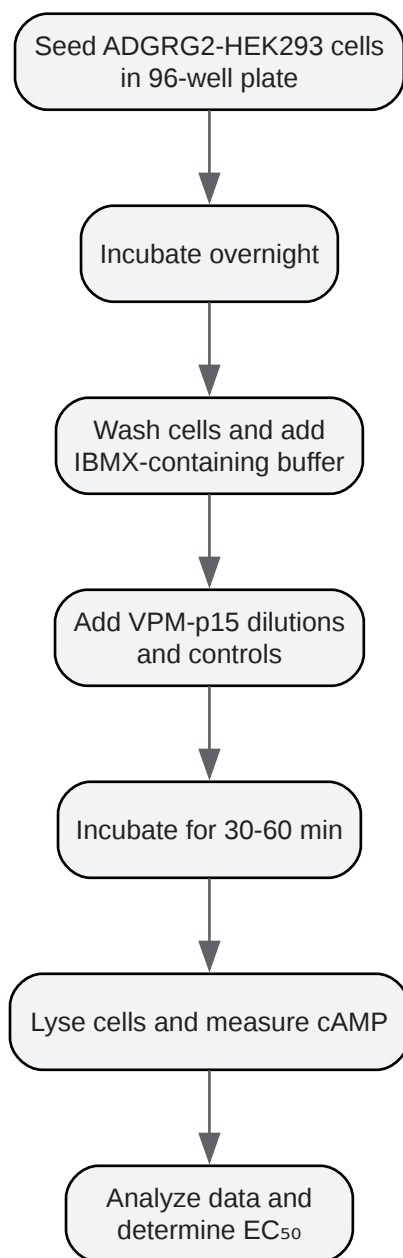 Seed ADGRG2-HEK293 cells
in 96-well plate
Incubate overnight
Wash cells and add
IBMX-containing buffer
Add VPM-p15 dilutions
and controls
Incubate for 30-60 min
Lyse cells and measure cAMP
Analyze data and
determine EC₅₀